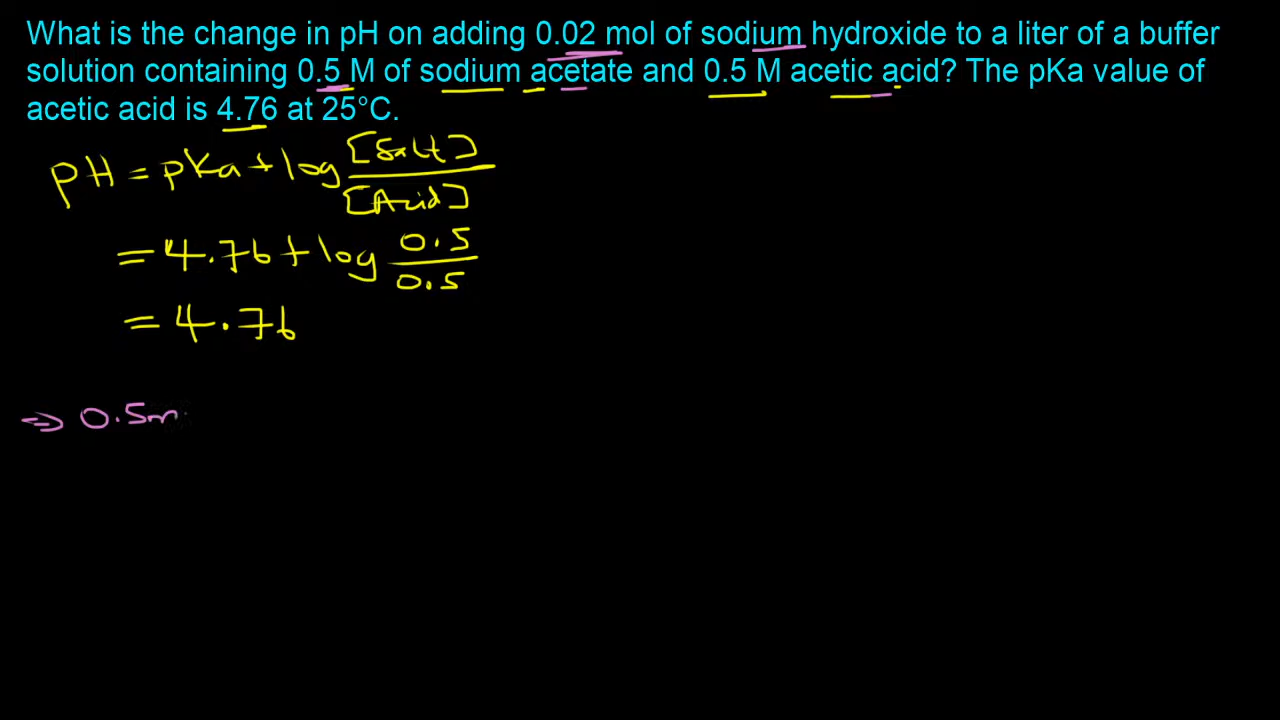 What is the change in pH on adding 0.02 mol of sodium hydroxide to a liter of a buffer
solution containing 0.5 M of sodium acetate and 0.5 M acetic acid? The pKa value of
acetic acid is 4.76 at 25°C.
pH = pKa + log [Salt] / [Acid]
= 4.76 + log 0.5 / 0.5
= 4.76
⇒ 0.5m